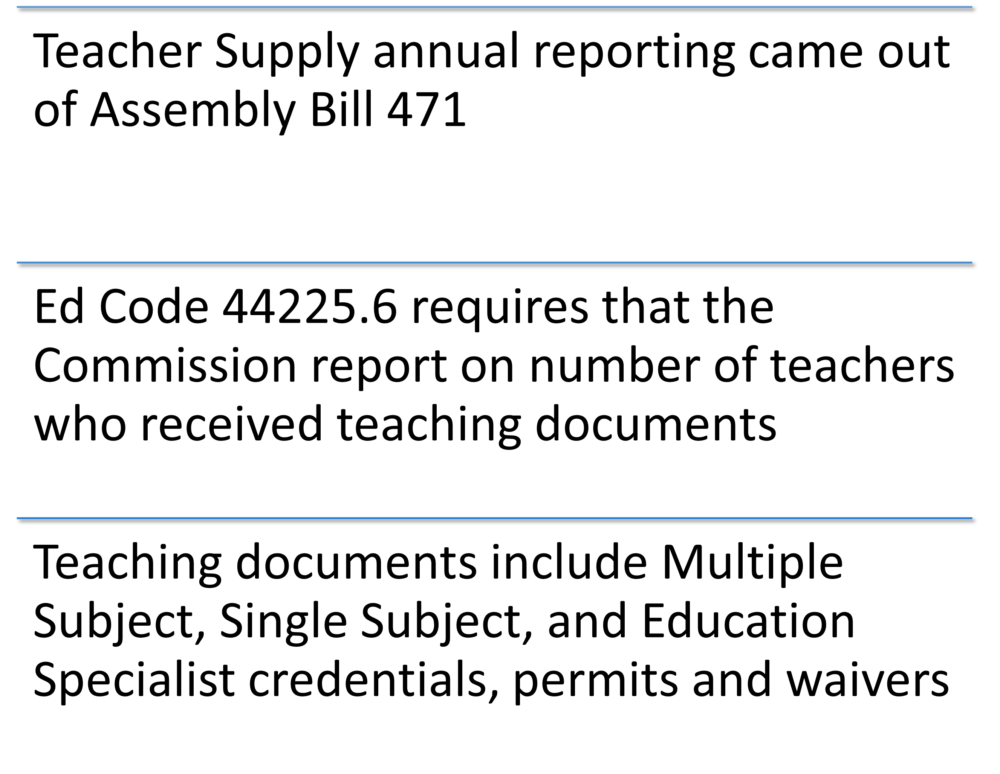 Teacher Supply annual reporting came out
of Assembly Bill 471
Ed Code 44225.6 requires that the
Commission report on number of teachers
who received teaching documents
Teaching documents include Multiple
Subject, Single Subject, and Education
Specialist credentials, permits and waivers